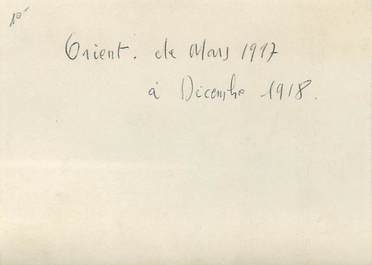 Orient. de Mars 1917
à Décembre 1918.